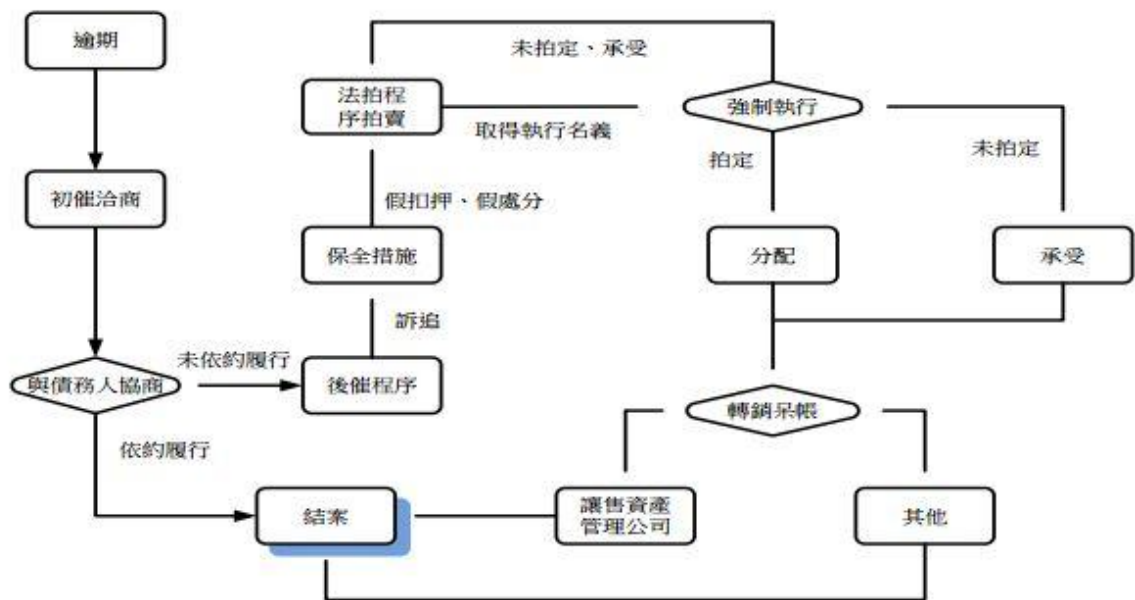 逾期
初催洽商
與債務人協商
未依約履行
依約履行
後催程序
訴追
保全措施
假扣押、假處分
法拍程
序拍賣
取得執行名義
未拍定、承受
強制執行
拍定
未拍定
分配
承受
轉銷呆帳
讓售資產
管理公司
其他
結案